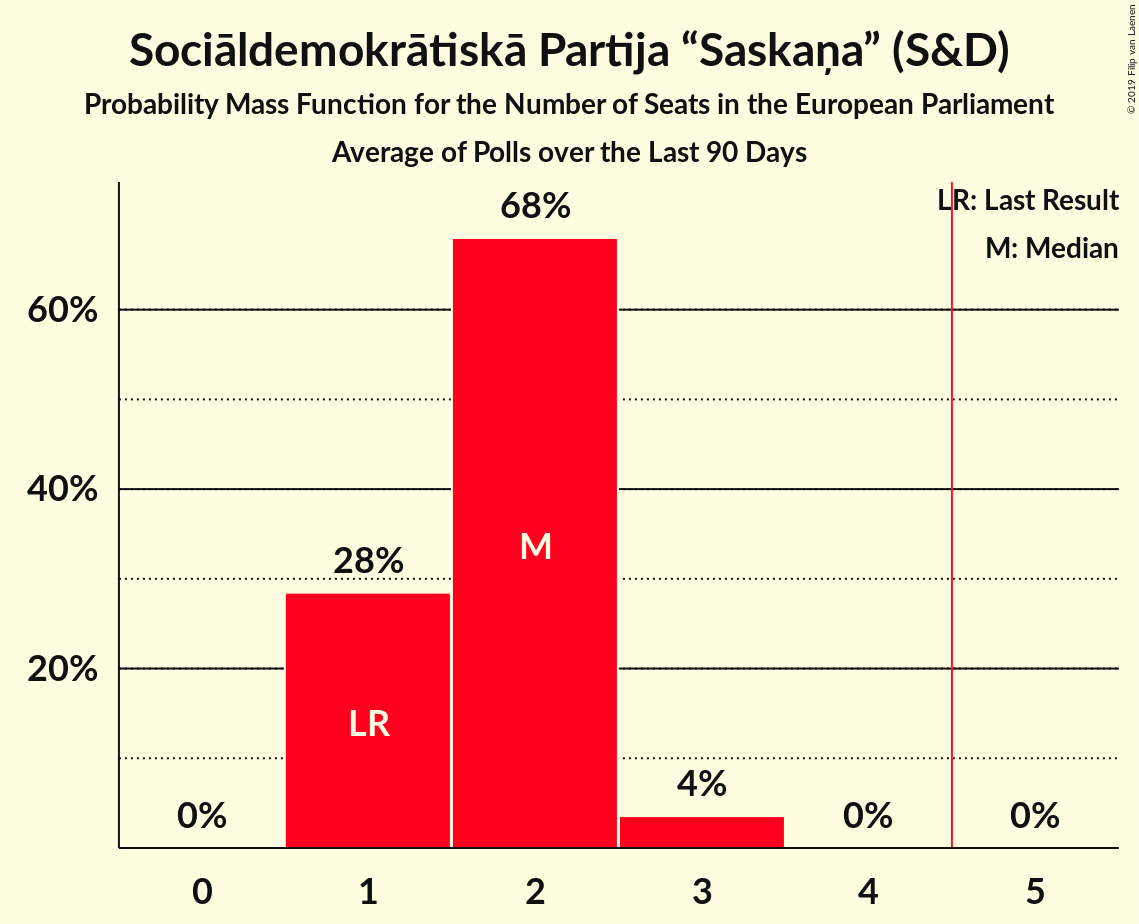 Sociāldemokrātiskā Partija “Saskaņa” (S&D)
Probability Mass Function for the Number of Seats in the European Parliament
Average of Polls over the Last 90 Days
© 2019 Filip van Laenen
LR: Last Result
M: Median
68%
60%
40%
28%
M
20%
LR
4%
0%
0%
0%
0
1
2
3
4
5